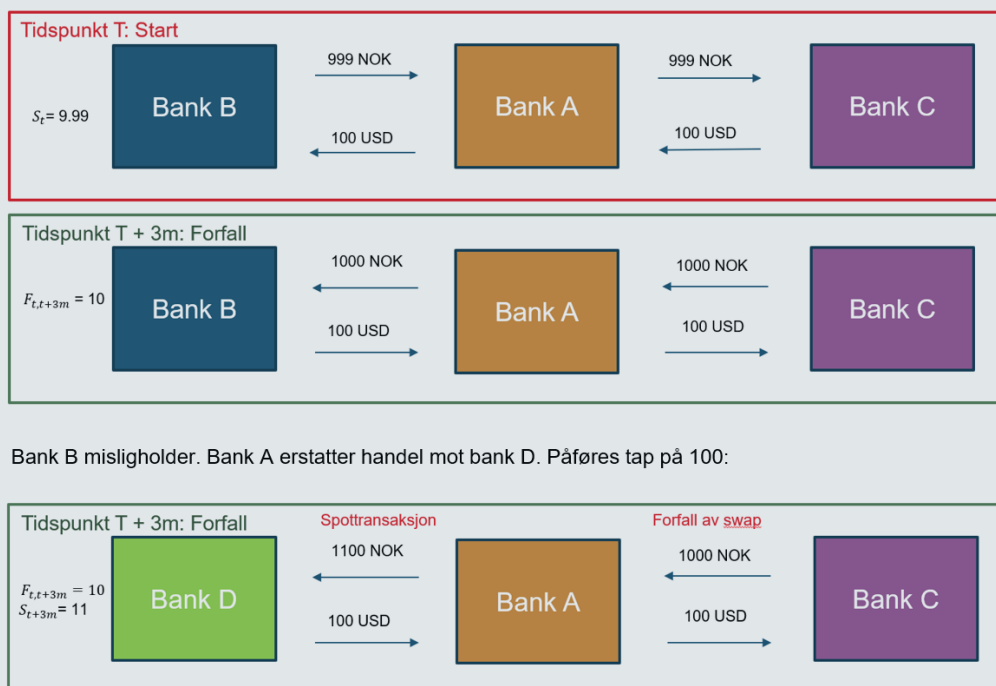 Tidspunkt T: Start
999 NOK
999 NOK
Bank B
Bank A
Bank C
S_t= 9.99
100 USD
100 USD
Tidspunkt T + 3m: Forfall
1000 NOK
1000 NOK
F_t,t+3m = 10
Bank B
Bank A
Bank C
100 USD
100 USD
Bank B misligholder. Bank A erstatter handel mot bank D. Påføres tap på 100:
Tidspunkt T + 3m: Forfall
Spottransaksjon
Forfall av swap
1100 NOK
1000 NOK
F_t,t+3m = 10
S_t+3m= 11
Bank D
Bank A
Bank C
100 USD
100 USD